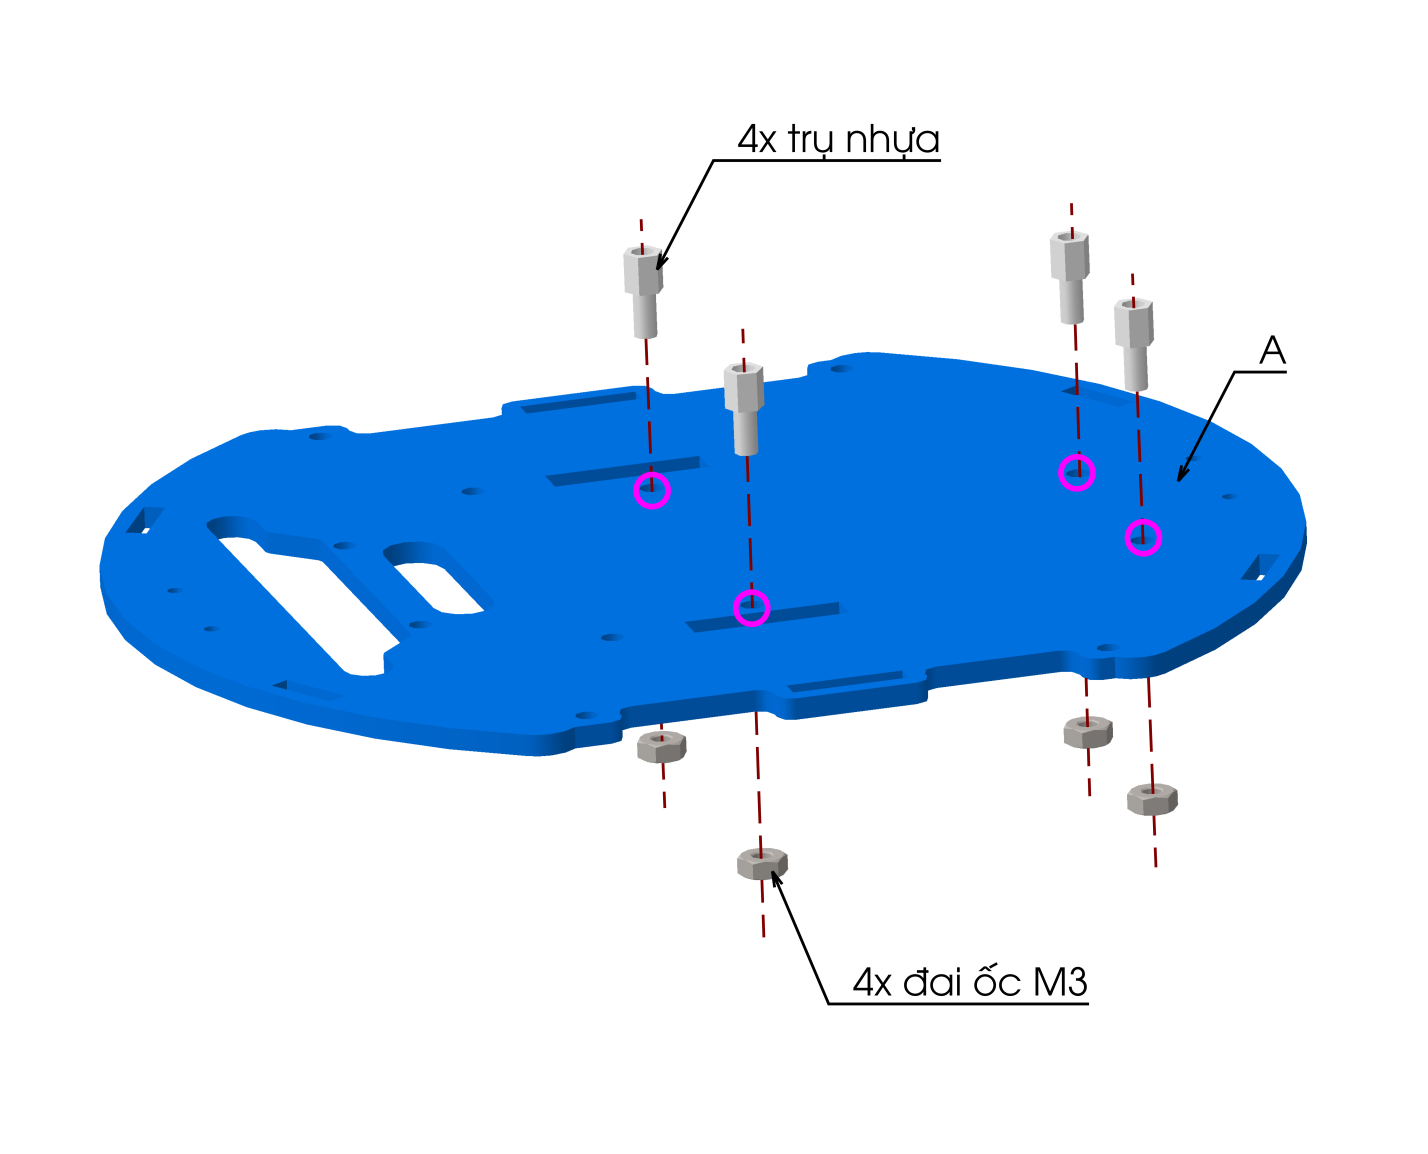 4x trụ nhựa
A
4x đai ốc M3